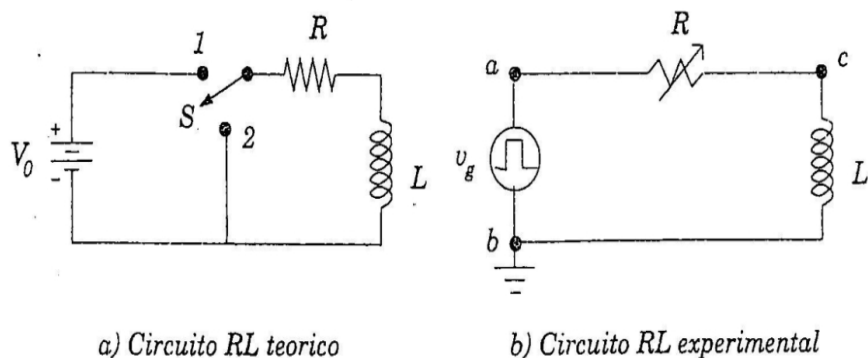 1
R
a
R
c
S
2
+
V0
-
L
vg
L
b
a) Circuito RL teorico
b) Circuito RL experimental